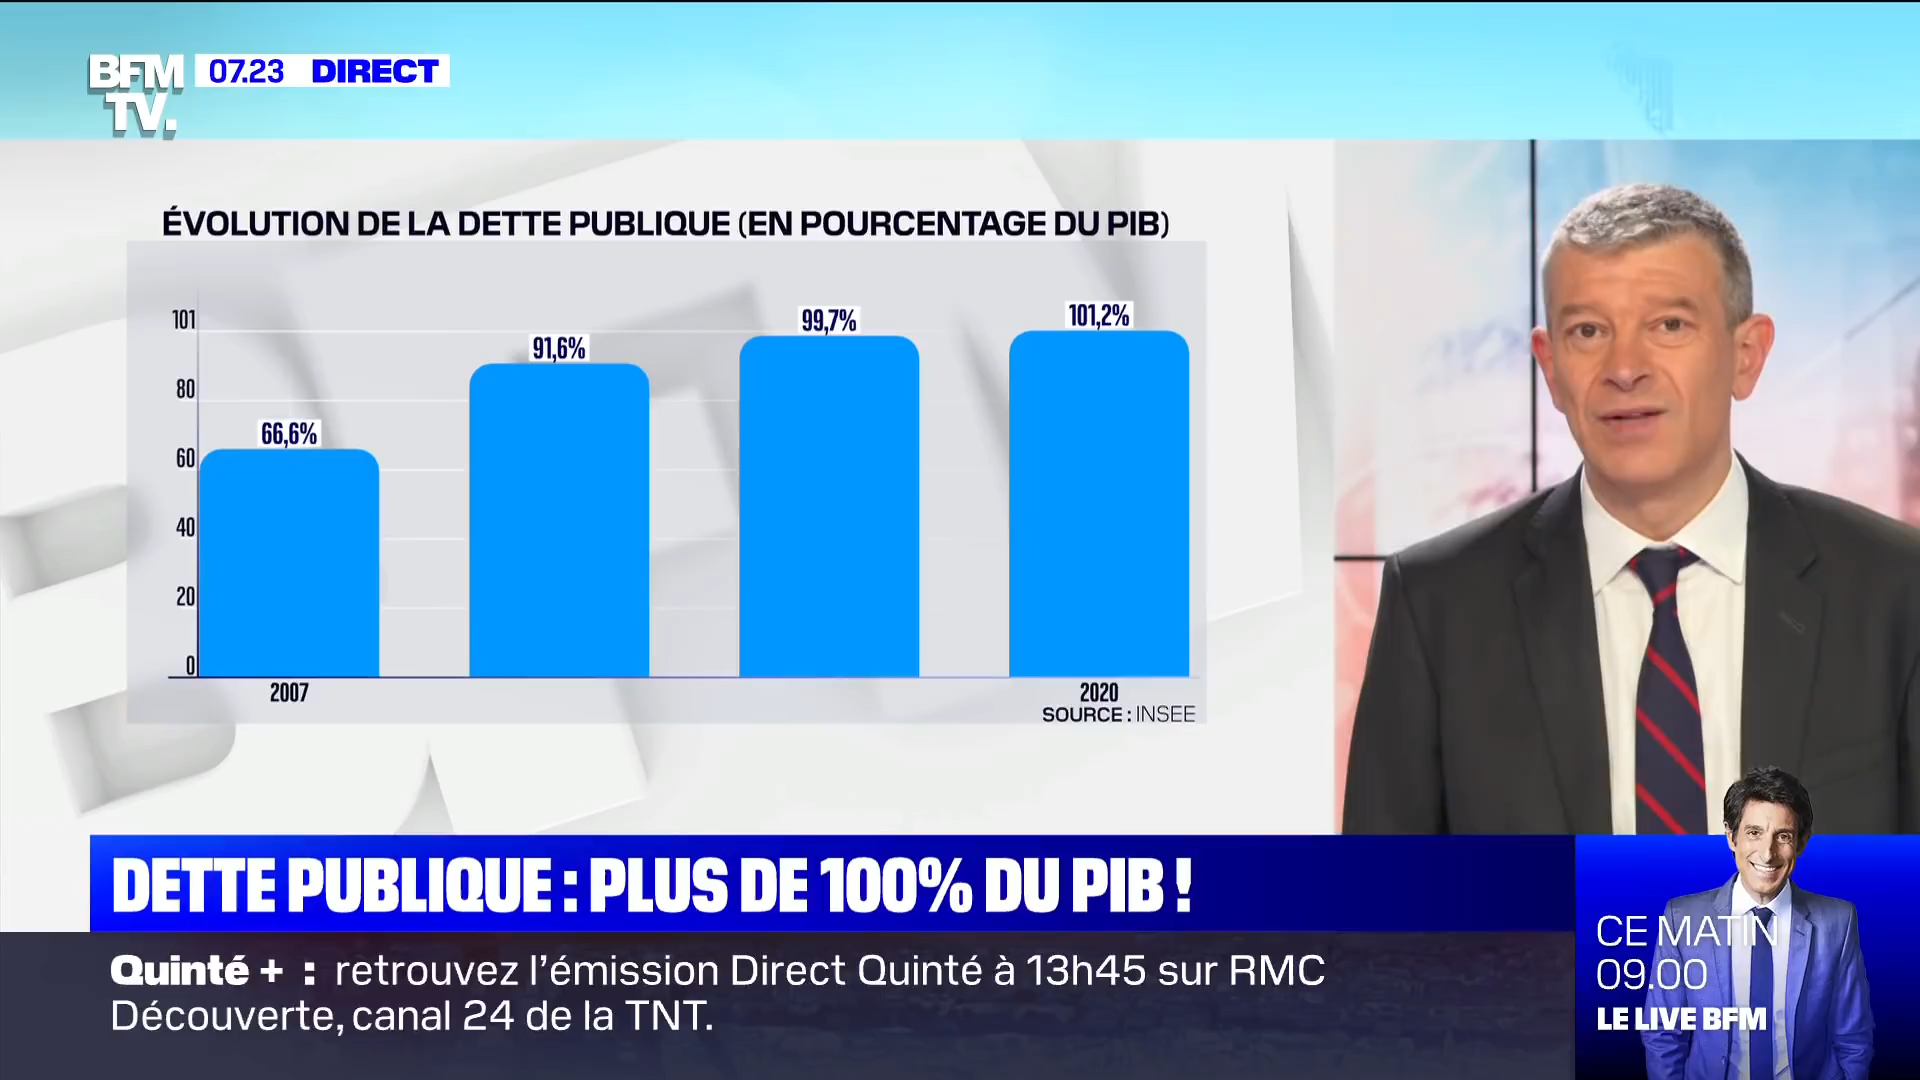 BFM
TV.
07.23 DIRECT
ÉVOLUTION DE LA DETTE PUBLIQUE (EN POURCENTAGE DU PIB)
101
80
60
40
20
0
66,6%
91,6%
99,7%
101,2%
2007
2020
SOURCE : INSEE
DETTE PUBLIQUE : PLUS DE 100% DU PIB !
Quinté + : retrouvez l'émission Direct Quinté à 13h45 sur RMC
Découverte, canal 24 de la TNT.
CE MATIN
09.00
LE LIVE BFM